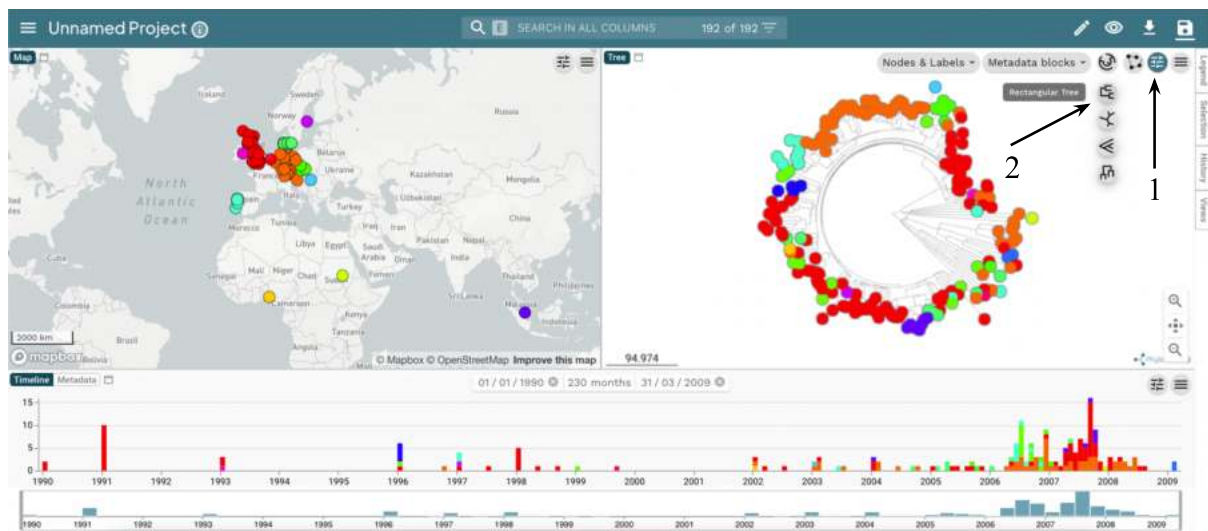 Unnamed Project
SEARCH IN ALL COLUMNS
192 of 192
Map
Iceland
Sweden
Norway
Russia
Belarus
Ukraine
France
Kazakhstan
Mongolia
North
Atlantic
Ocean
Spain
Italy
Uzbekistan
Turkey
China
Morocco
Tunisia
Iraq
Iran
Libya
Egypt
Saudi
Arabia
Pakistan
Nepal
Oman
India
Cuba
Senegal
Mali
Niger
Chad
Sudan
Yemen
Thailand
Philippines
Sri Lanka
Cameroon
Malaysia
Colombia
Kenya
Indonesia
Tanzania
2000 km
Brazil
Angola
mapbox
Bolivia
© Mapbox © OpenStreetMap Improve this map
Tree
Nodes & Labels
Metadata blocks
Rectangular Tree
2
1
94.974
Legend
Selection
History
Views
Timeline
Metadata
01 / 01 / 1990
230 months
31 / 03 / 2009
15
10
5
0
1990 1991 1992 1993 1994 1995 1996 1997 1998 1999 2000 2001 2002 2003 2004 2005 2006 2007 2008 2009
1990 1991 1992 1993 1994 1995 1996 1997 1998 1999 2000 2001 2002 2003 2004 2005 2006 2007 2008 2009